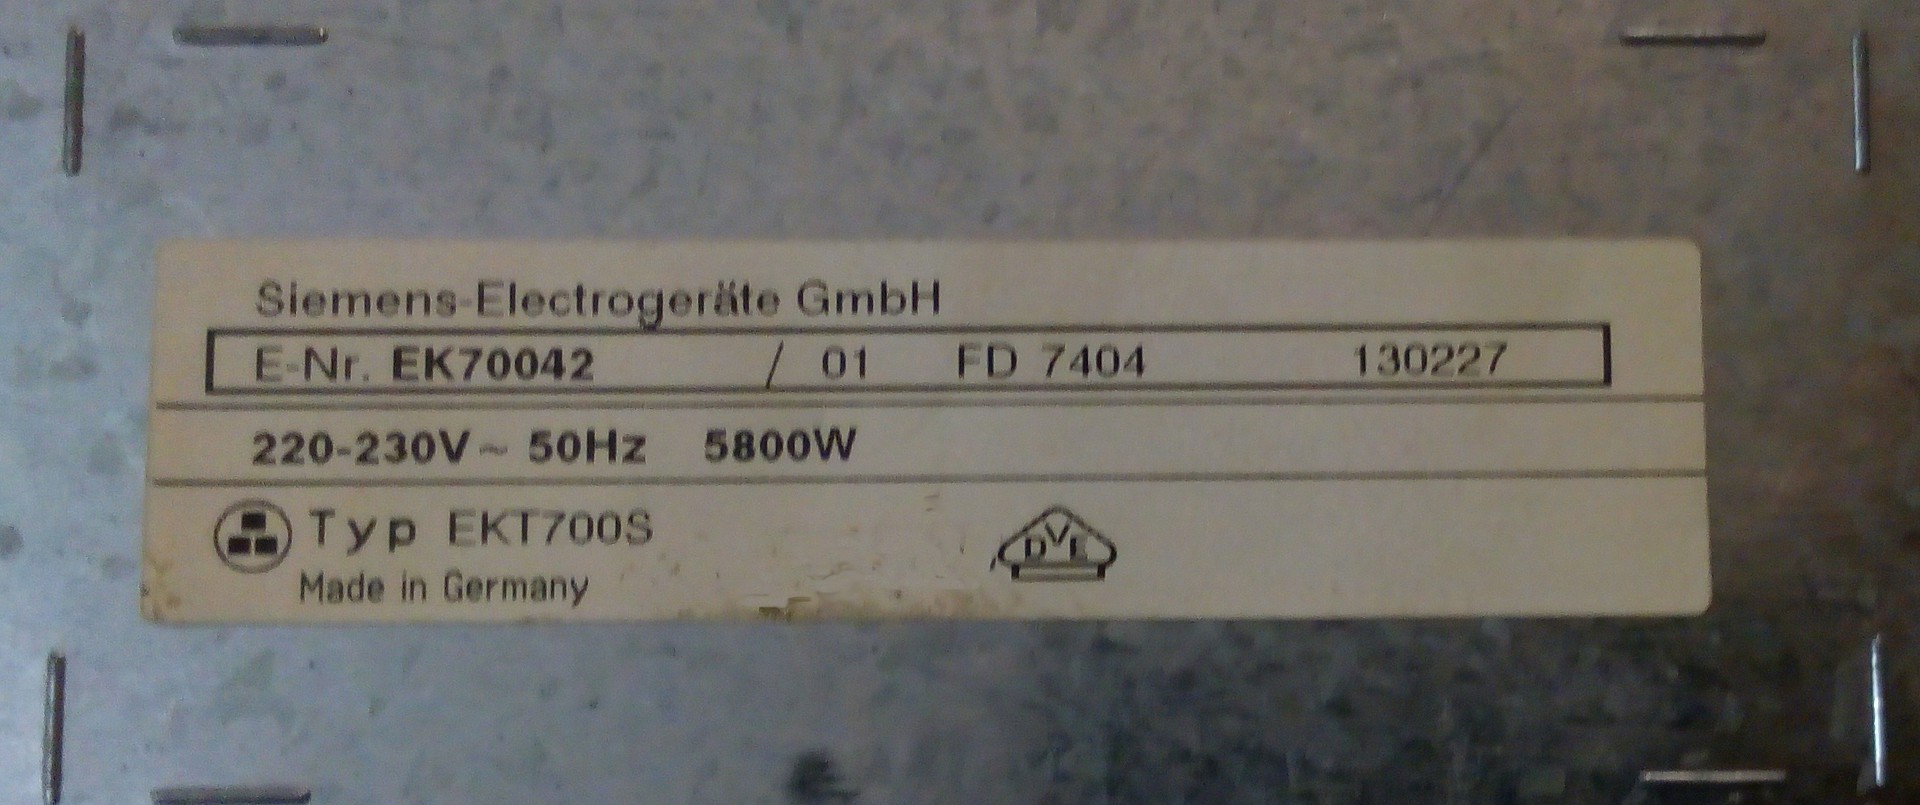 Siemens-Electrogeräte GmbH
E-Nr. EK70042 / 01 FD 7404 130227
220-230V~ 50Hz 5800W
Typ EKT700S
DVE
Made in Germany